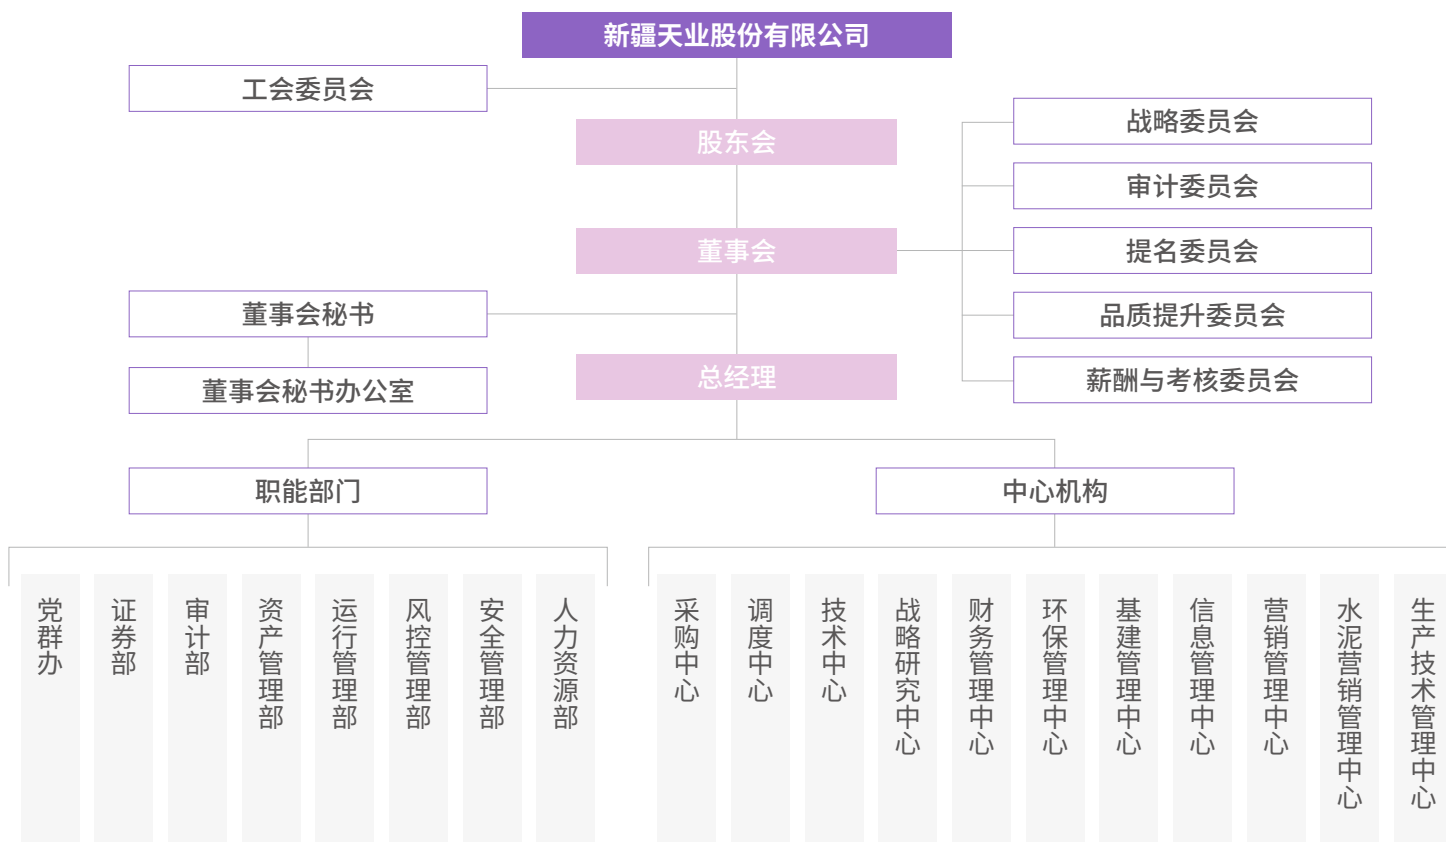 新疆天业股份有限公司
工会委员会
股东会
战略委员会
审计委员会
董事会
提名委员会
董事会秘书
品质提升委员会
董事会秘书办公室
总经理
薪酬与考核委员会
职能部门
中心机构
党群办
证券部
审计部
资产管理部
运行管理部
风控管理部
安全管理部
人力资源部
采购中心
调度中心
技术中心
战略研究中心
财务管理中心
环保管理中心
基建管理中心
信息管理中心
营销管理中心
水泥营销管理中心
生产技术管理中心